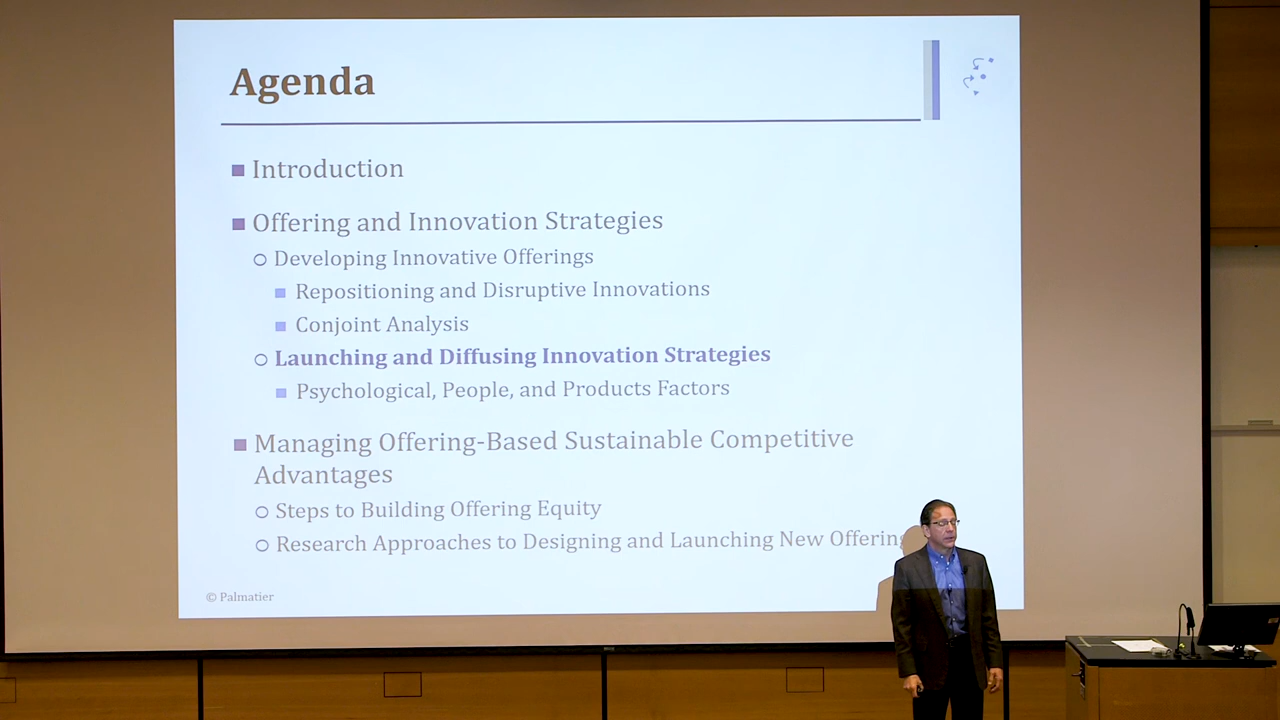 Agenda
Introduction
Offering and Innovation Strategies
Developing Innovative Offerings
Repositioning and Disruptive Innovations
Conjoint Analysis
Launching and Diffusing Innovation Strategies
Psychological, People, and Products Factors
Managing Offering-Based Sustainable Competitive
Advantages
Steps to Building Offering Equity
Research Approaches to Designing and Launching New Offering
© Palmatier